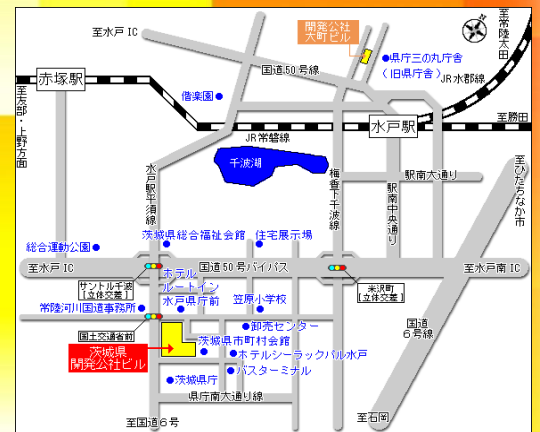 至水戸IC
開発公社
大町ビル
至常陸太田
N
県庁三の丸庁舎
(旧県庁舎)
JR水郡線
国道50号線
赤塚駅
偕楽園
至友部・上野方面
水戸駅
至勝田
JR常磐線
千波湖
水戸駅平須線
梅香下千波線
駅南大通り
駅南中央通り
至ひたちなか市
茨城県総合福祉会館
住宅展示場
総合運動公園
至水戸IC
国道50号バイパス
至水戸南IC
サントル千波
[立体交差]
ホテル
ルートイン
水戸県庁前
米沢町
[立体交差]
笠原小学校
常陸河川国道事務所
国道
6号線
国土交通省前
卸売センター
茨城県
開発公社ビル
茨城県市町村会館
ホテルシーラックパル水戸
バスターミナル
茨城県庁
県庁南大通り線
至国道6号
至石岡